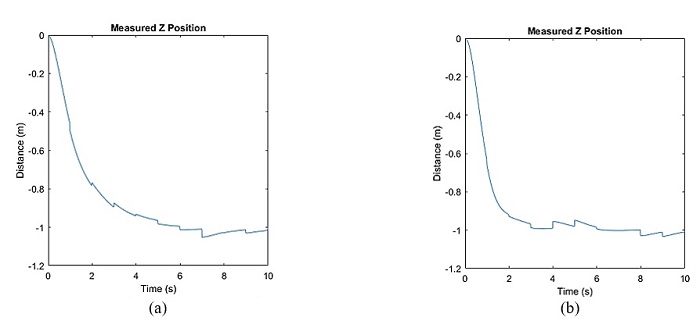 Measured Z Position
0
-0.2
-0.4
-0.6
-0.8
-1
-1.2
Distance (m)
0 2 4 6 8 10
Time (s)
(a)
Measured Z Position
0
-0.2
-0.4
-0.6
-0.8
-1
-1.2
Distance (m)
0 2 4 6 8 10
Time (s)
(b)